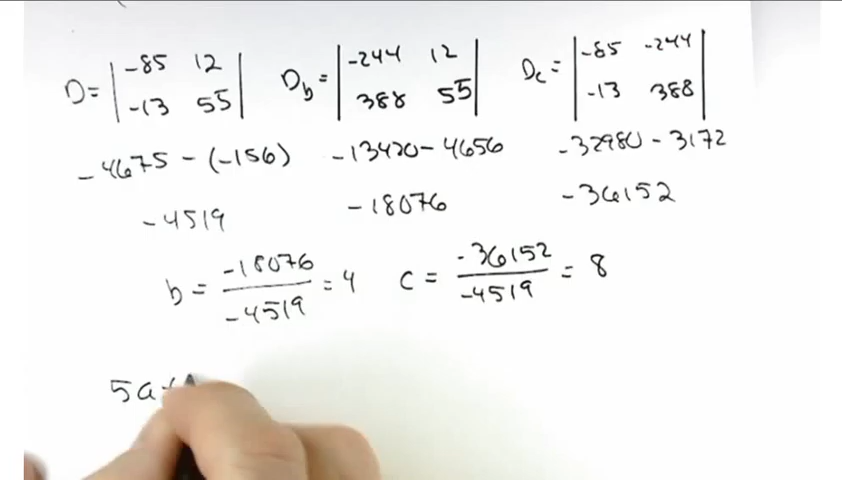 D = | -85 12 | D_b = | -244 12 | D_c = | -85 -244 |
| -13 55 | | 388 55 | | -13 388 |
-4675 - (-156) -13420 - 4656 -32980 - 3172
-4519 -18076 -36152
b = -18076 / -4519 = 4 c = -36152 / -4519 = 8
5a +